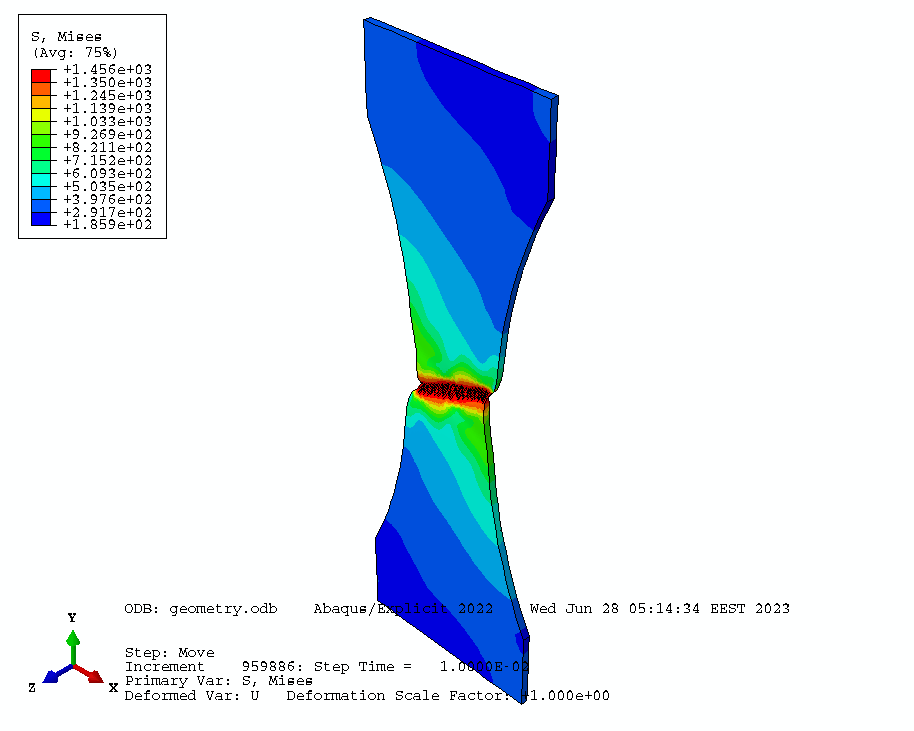 S, Mises
(Avg: 75%)
+1.456e+03
+1.350e+03
+1.245e+03
+1.139e+03
+1.033e+03
+9.269e+02
+8.211e+02
+7.152e+02
+6.093e+02
+5.035e+02
+3.976e+02
+2.917e+02
+1.859e+02
ODB: geometry.odb Abaqus/Explicit 2022 Wed Jun 28 05:14:34 EEST 2023
Y
Z
X
Step: Move
Increment 959886: Step Time = 1.0000E-02
Primary Var: S, Mises
Deformed Var: U Deformation Scale Factor: +1.000e+00